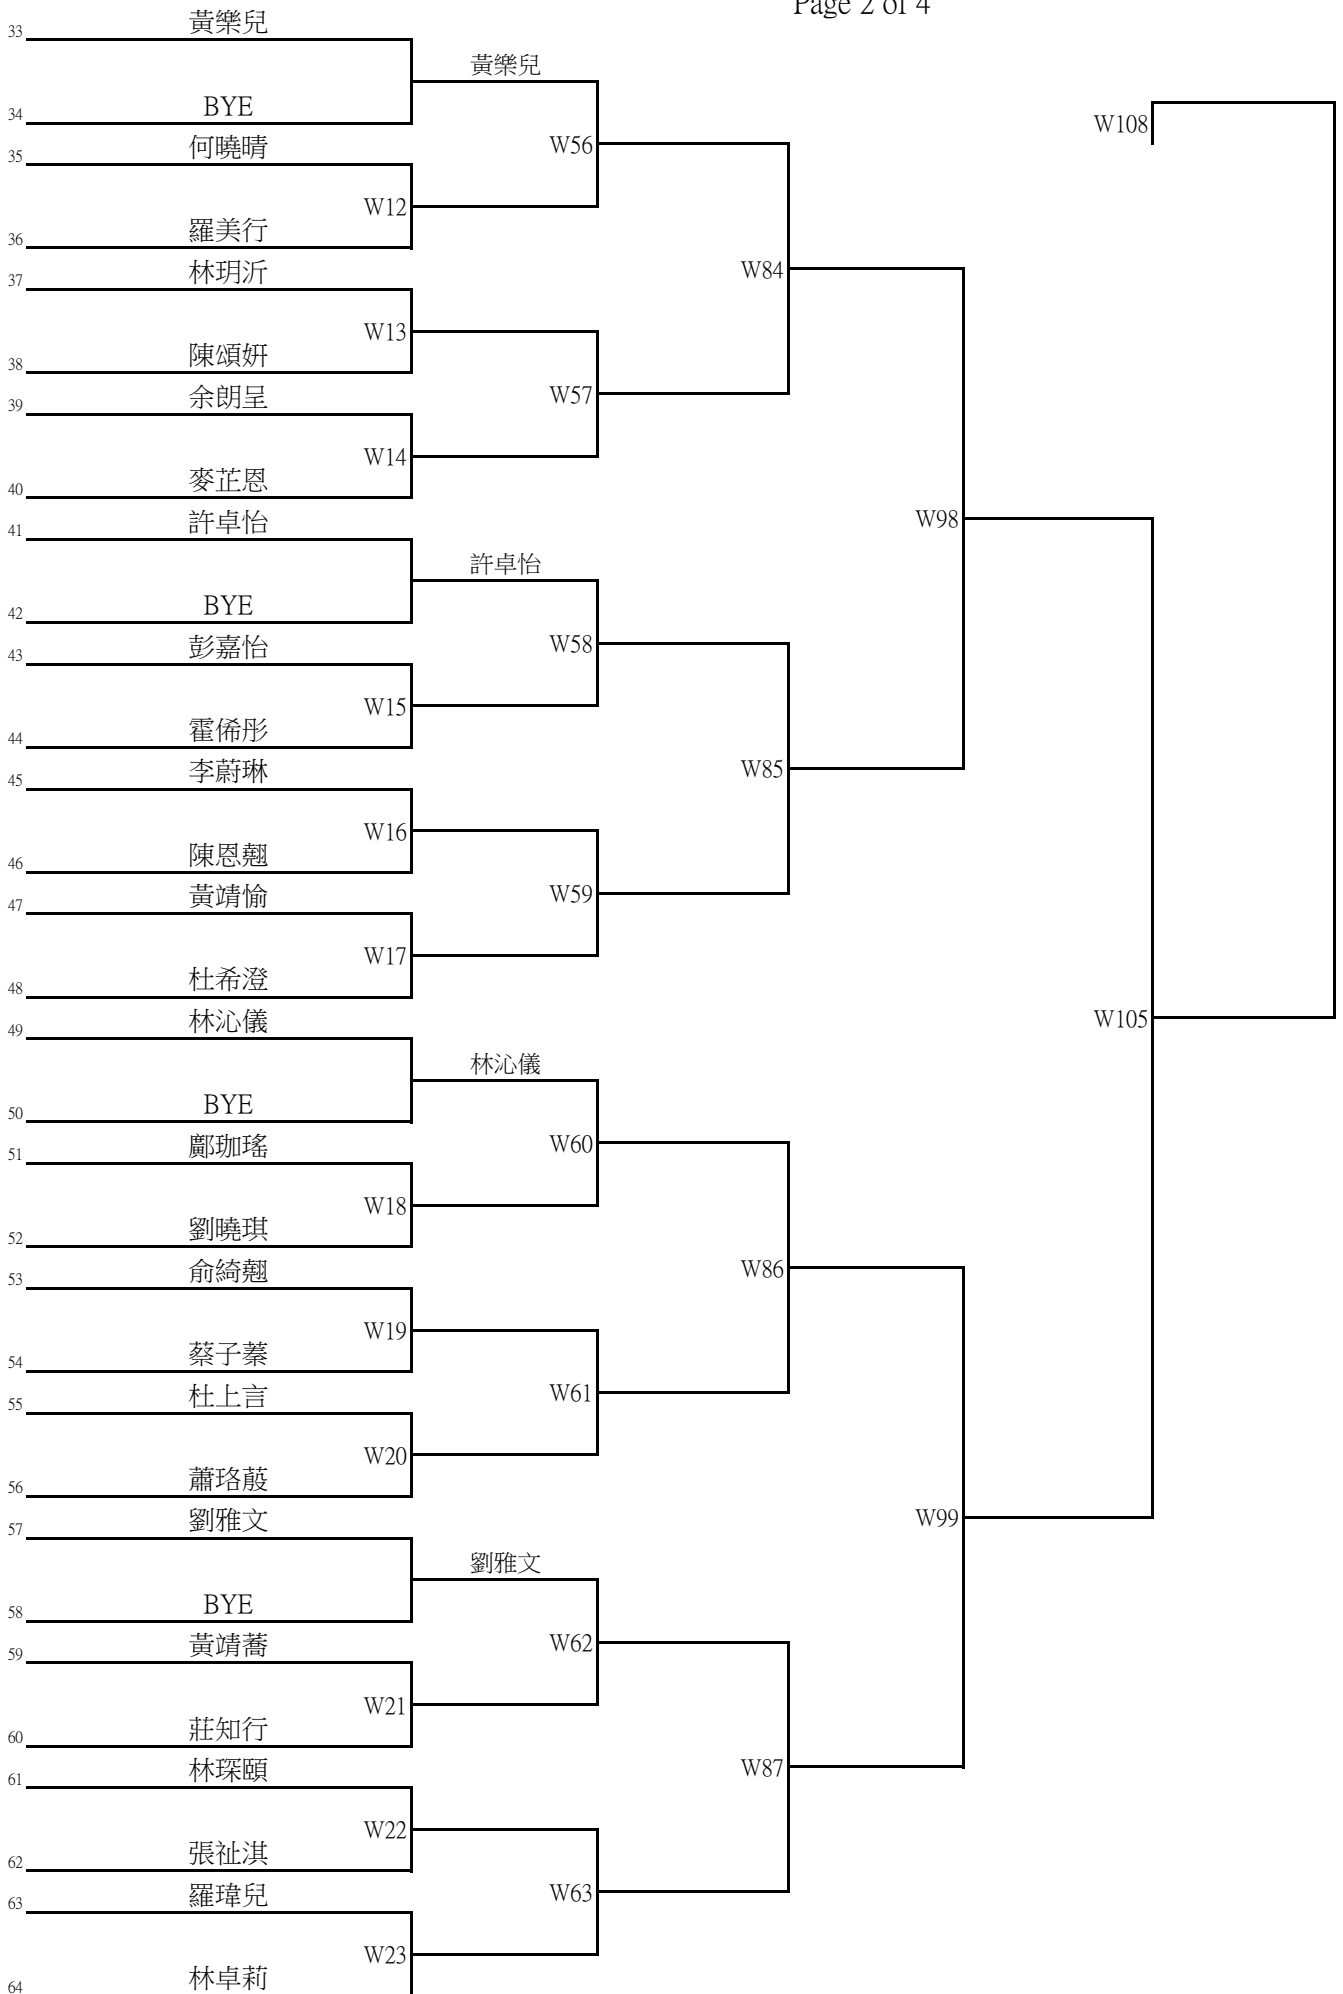 Page 2 of 4
33 黃樂兒
黃樂兒
34 BYE
W108
35 何曉晴
W56
W12
36 羅美行
37 林玥沂
W84
W13
38 陳頌妍
39 余朗呈
W57
W14
40 麥芷恩
41 許卓怡
W98
許卓怡
42 BYE
43 彭嘉怡
W58
W15
44 霍俙彤
45 李蔚琳
W85
W16
46 陳恩翹
47 黃靖愉
W59
W17
48 杜希澄
49 林沁儀
W105
林沁儀
50 BYE
51 鄺珈瑤
W60
W18
52 劉曉琪
53 俞綺翹
W86
W19
54 蔡子蓁
55 杜上言
W61
W20
56 蕭珞蒑
57 劉雅文
W99
劉雅文
58 BYE
59 黃靖蕎
W62
W21
60 莊知行
61 林琛頤
W87
W22
62 張祉淇
63 羅瑋兒
W63
W23
64 林卓莉